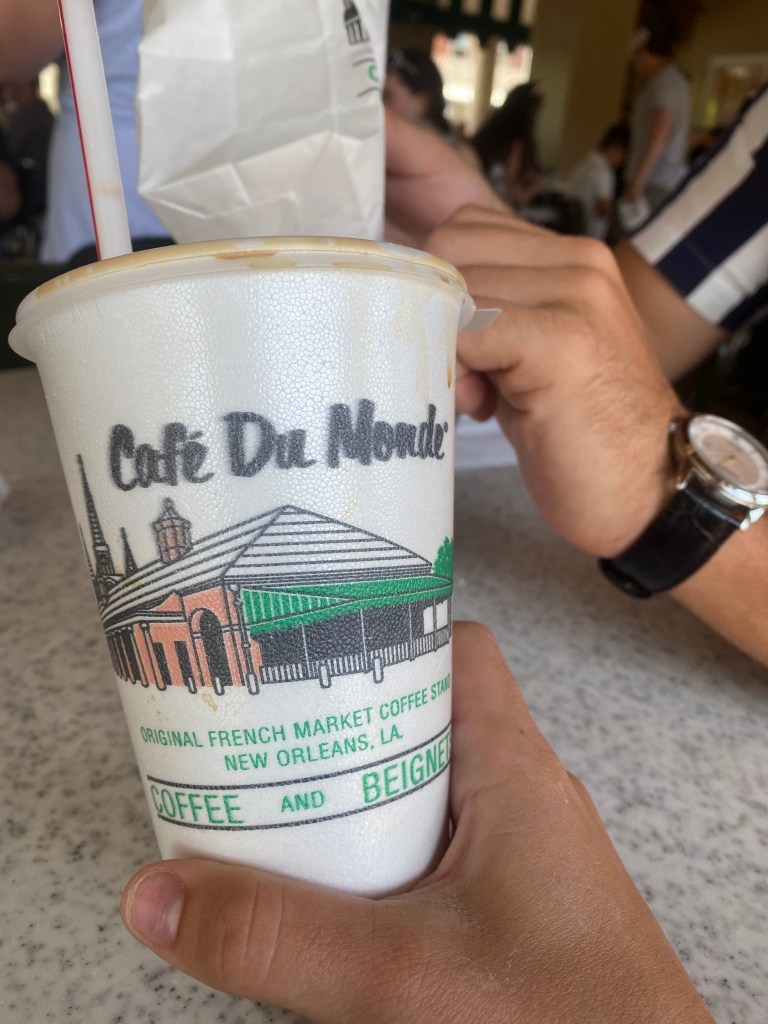 Café Du Monde
ORIGINAL FRENCH MARKET COFFEE STAND
NEW ORLEANS, LA.
COFFEE AND BEIGNETS